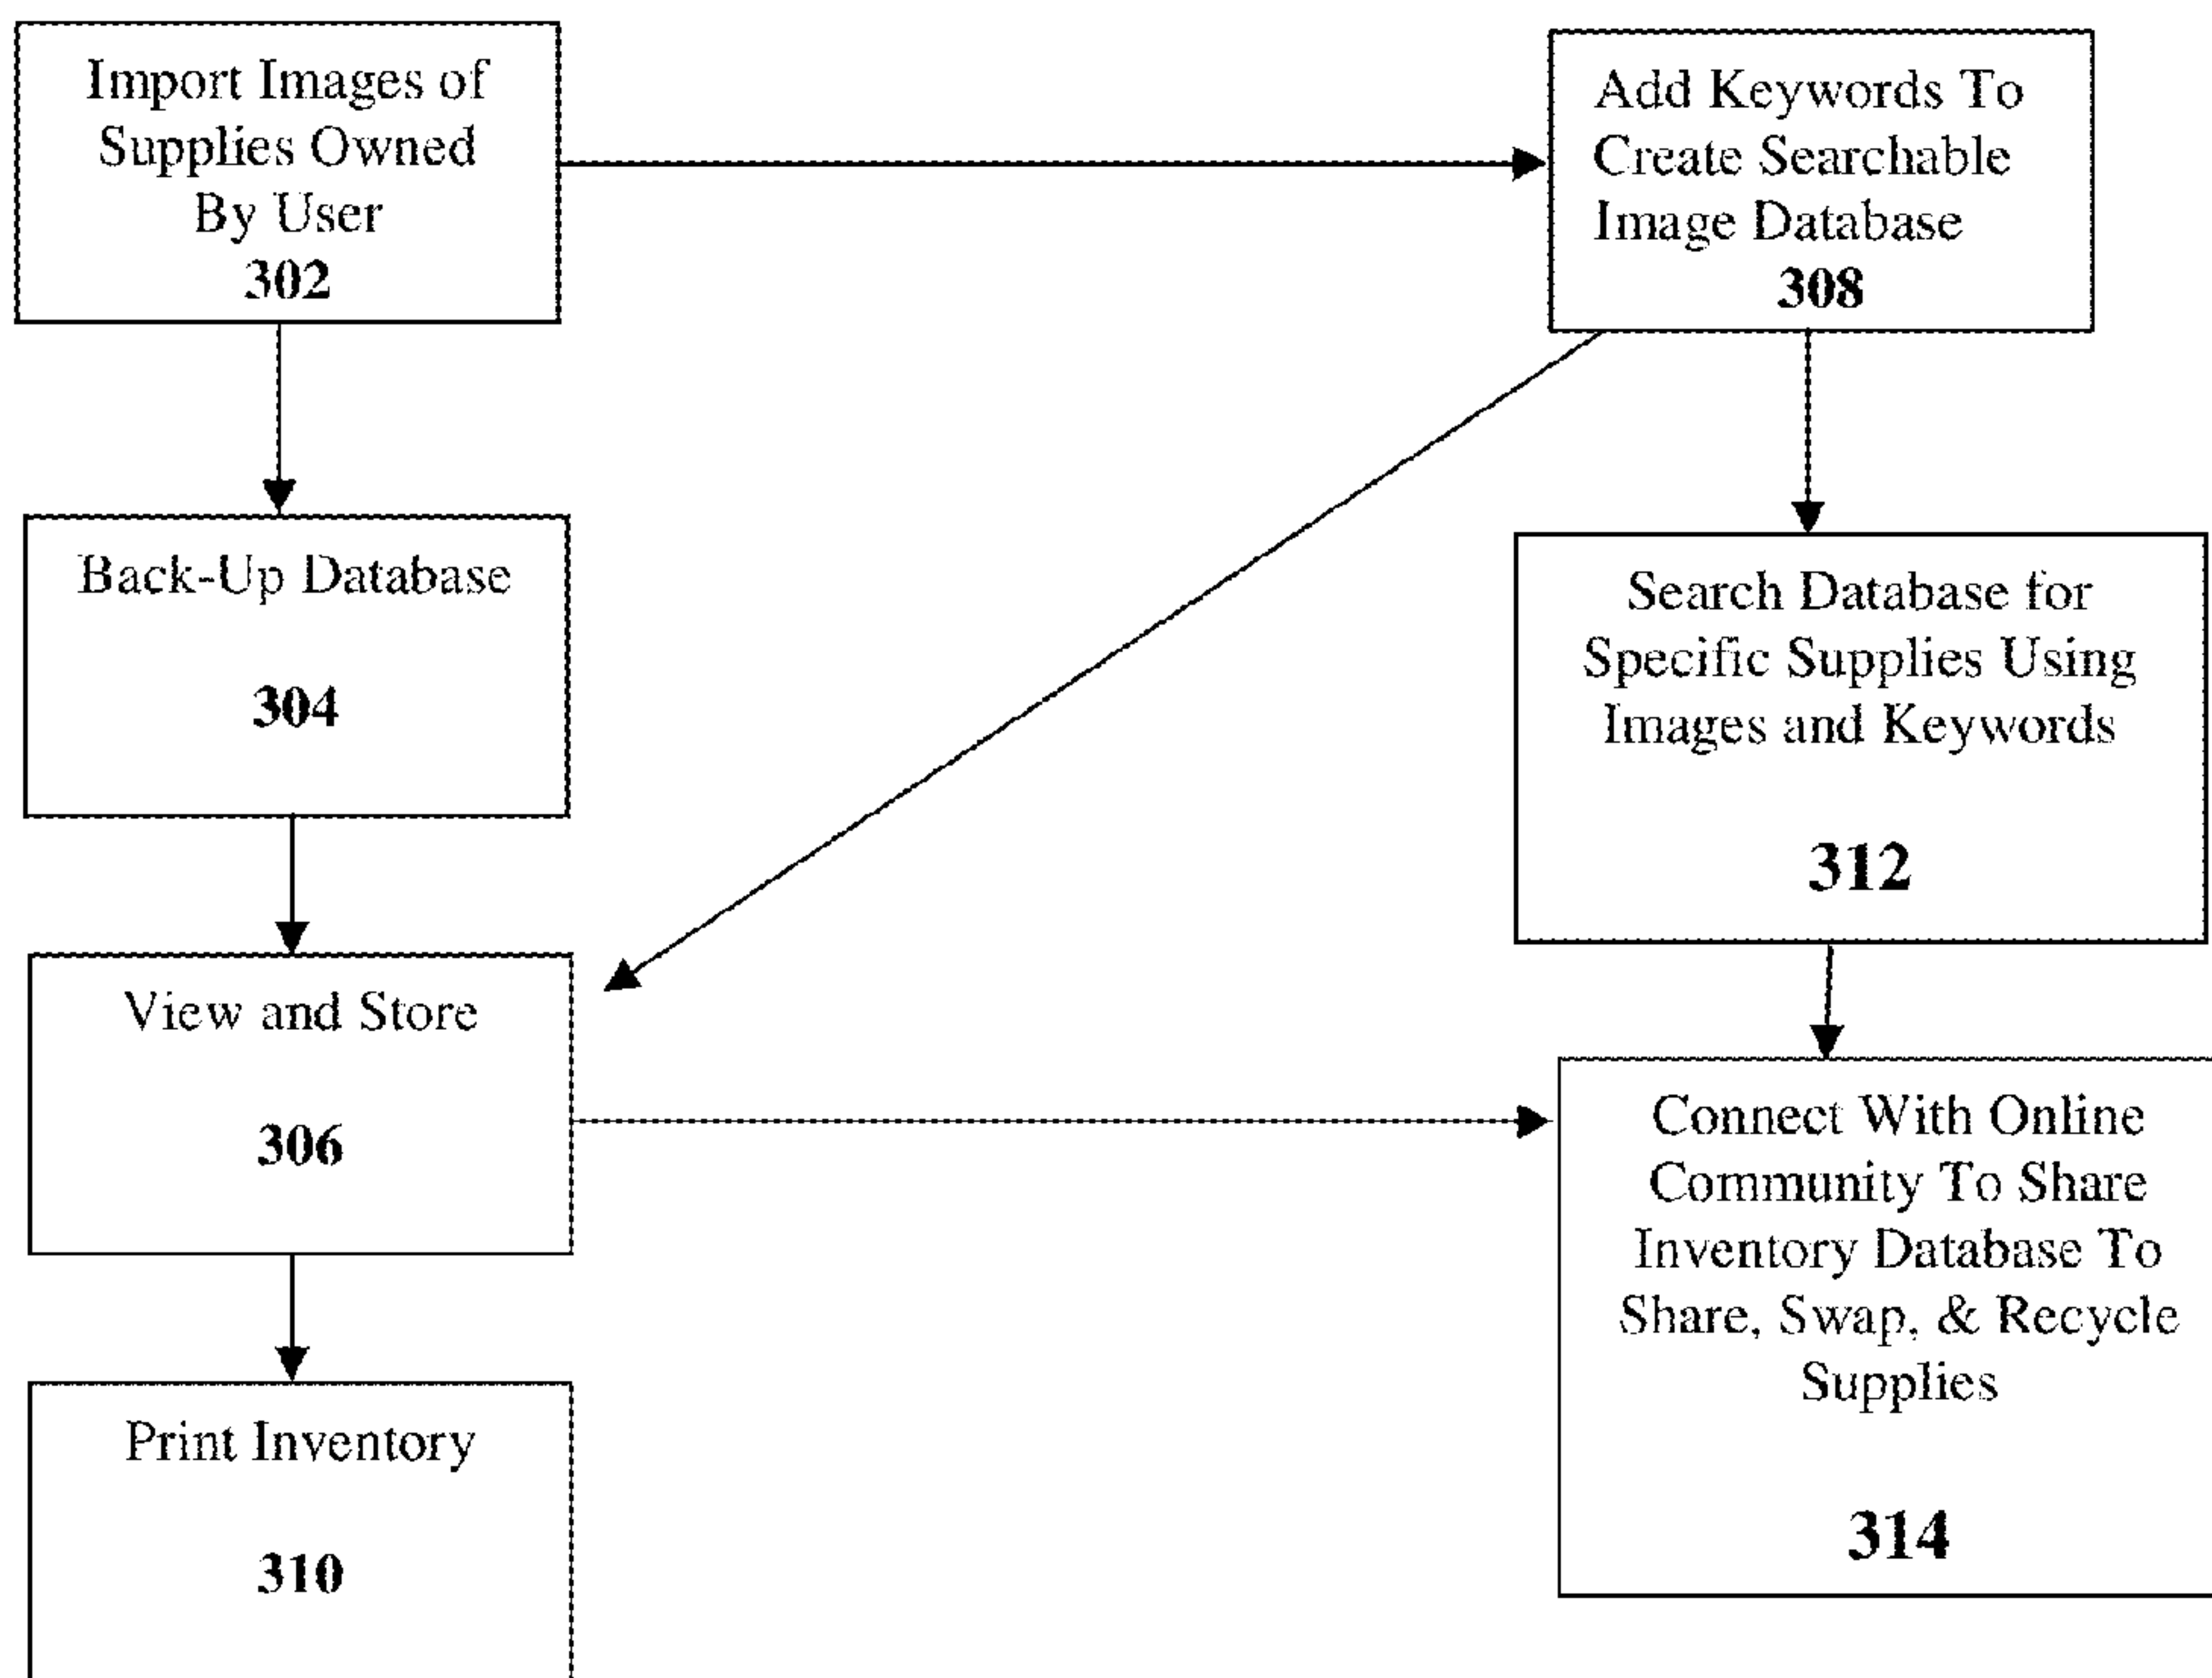 Import Images of
Supplies Owned
By User
302
Add Keywords To
Create Searchable
Image Database
308
Back-Up Database
304
Search Database for
Specific Supplies Using
Images and Keywords
312
View and Store
306
Connect With Online
Community To Share
Inventory Database To
Share, Swap, & Recycle
Supplies
314
Print Inventory
310